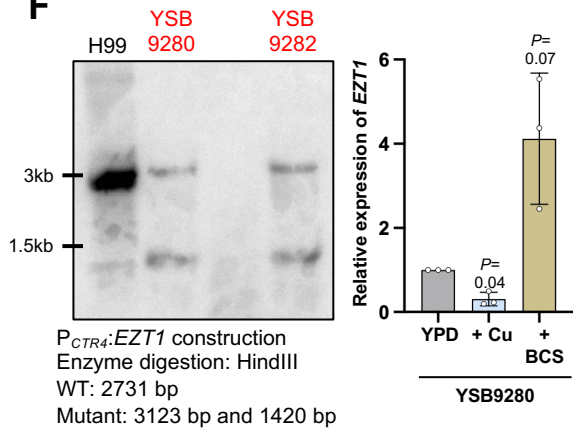 F
H99 YSB 9280 YSB 9282
3kb
1.5kb
P_CTR4:EZT1 construction
Enzyme digestion: HindIII
WT: 2731 bp
Mutant: 3123 bp and 1420 bp
Relative expression of EZT1
6
4
2
0
P=
0.07
P=
0.04
YPD + Cu + BCS
YSB9280